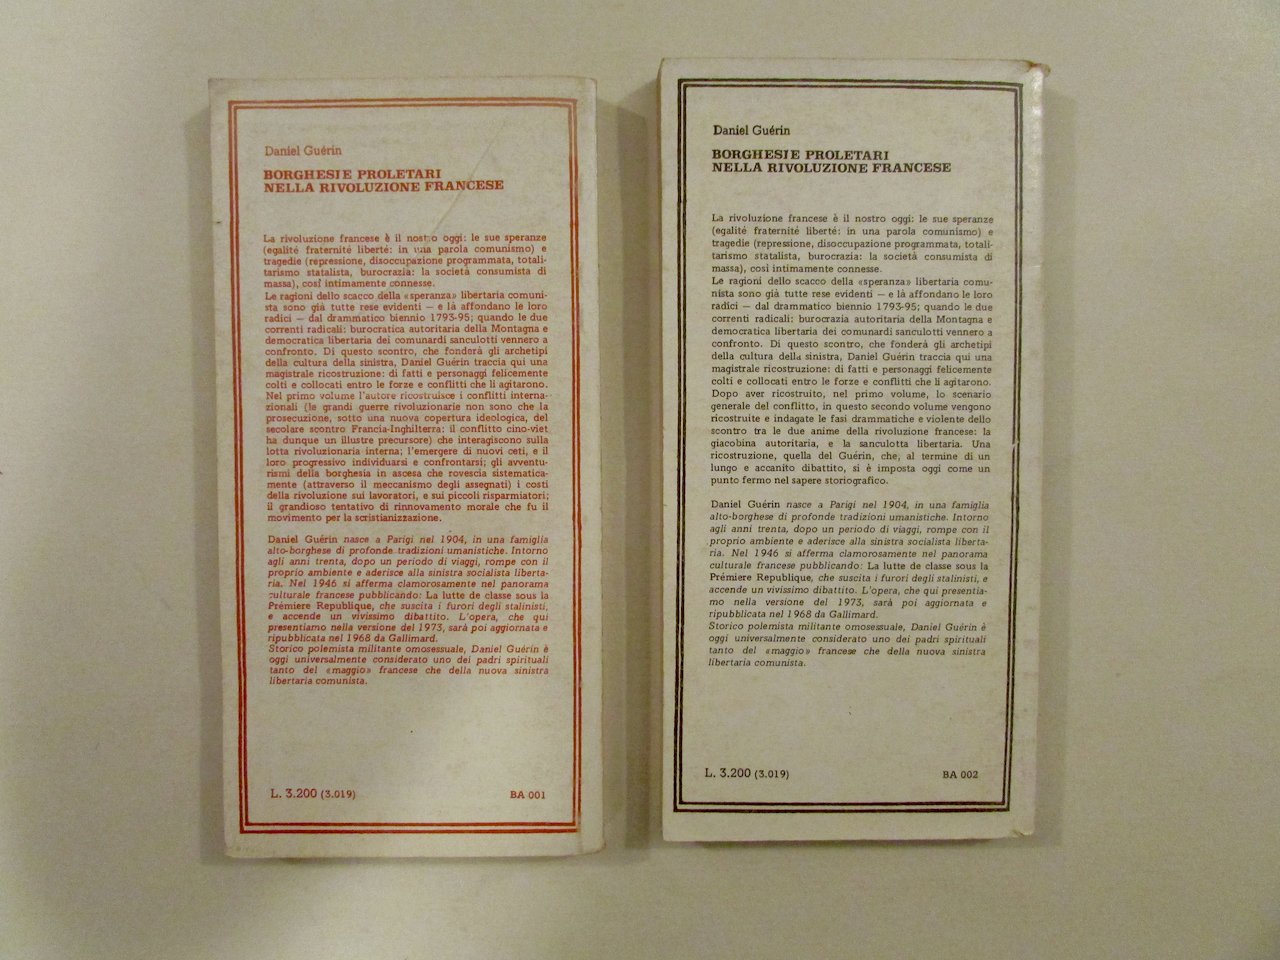 Daniel Guérin
BORGHESI E PROLETARI
NELLA RIVOLUZIONE FRANCESE
La rivoluzione francese è il nostro oggi: le sue speranze
(egalité fraternité liberté: in una parola comunismo) e
tragedie (repressione, disoccupazione programmata, totali-
tarismo statalista, burocrazia: la società consumista di
massa), così intimamente connesse.
Le ragioni dello scacco della «speranza» libertaria comuni-
sta sono già tutte rese evidenti — e là affondano le loro
radici — dal drammatico biennio 1793-95; quando le due
correnti radicali: burocratica autoritaria della Montagna e
democratica libertaria dei comunardi sanculotti vennero a
confronto. Di questo scontro, che fonderà gli archetipi
della cultura della sinistra, Daniel Guérin traccia qui una
magistrale ricostruzione: di fatti e personaggi felicemente
colti e collocati entro le forze e conflitti che li agitarono.
Nel primo volume l'autore ricostruisce i conflitti interna-
zionali (le grandi guerre rivoluzionarie non sono che la
prosecuzione, sotto una nuova copertura ideologica, del
secolare scontro Francia-Inghilterra: il conflitto cino-viet
ha dunque un illustre precursore) che interagiscono sulla
lotta rivoluzionaria interna; l'emergere di nuovi ceti, e il
loro progressivo individuarsi e confrontarsi; gli avventu-
rismi della borghesia in ascesa che rovescia sistematica-
mente (attraverso il meccanismo degli assegnati) i costi
della rivoluzione sui lavoratori, e sui piccoli risparmiatori;
il grandioso tentativo di rinnovamento morale che fu il
movimento per la scristianizzazione.
Daniel Guérin nasce a Parigi nel 1904, in una famiglia
alto-borghese di profonde tradizioni umanistiche. Intorno
agli anni trenta, dopo un periodo di viaggi, rompe con il
proprio ambiente e aderisce alla sinistra socialista liberta-
ria. Nel 1946 si afferma clamorosamente nel panorama
culturale francese pubblicando: La lutte de classe sous la
Prémiere Republique, che suscita i furori degli stalinisti,
e accende un vivissimo dibattito. L'opera, che qui
presentiamo nella versione del 1973, sarà poi aggiornata e
ripubblicata nel 1968 da Gallimard.
Storico polemista militante omosessuale, Daniel Guérin è
oggi universalmente considerato uno dei padri spirituali
tanto del «maggio» francese che della nuova sinistra
libertaria comunista.
L. 3.200 (3.019)
BA 001
Daniel Guérin
BORGHESI E PROLETARI
NELLA RIVOLUZIONE FRANCESE
La rivoluzione francese è il nostro oggi: le sue speranze
(egalité fraternité liberté: in una parola comunismo) e
tragedie (repressione, disoccupazione programmata, totali-
tarismo statalista, burocrazia: la società consumista di
massa), così intimamente connesse.
Le ragioni dello scacco della «speranza» libertaria comu-
nista sono già tutte rese evidenti — e là affondano le loro
radici — dal drammatico biennio 1793-95; quando le due
correnti radicali: burocrazia autoritaria della Montagna e
democratica libertaria dei comunardi sanculotti vennero a
confronto. Di questo scontro, che fonderà gli archetipi
della cultura della sinistra, Daniel Guérin traccia qui una
magistrale ricostruzione: di fatti e personaggi felicemente
colti e collocati entro le forze e conflitti che li agitarono.
Dopo aver ricostruito, nel primo volume, lo scenario
generale del conflitto, in questo secondo volume vengono
ricostruite e indagate le fasi drammatiche e violente dello
scontro tra le due anime della rivoluzione francese: la
giacobina autoritaria, e la sanculotta libertaria. Una
ricostruzione, quella del Guérin, che, al termine di un
lungo e accanito dibattito, si è imposta oggi come un
punto fermo nel sapere storiografico.
Daniel Guérin nasce a Parigi nel 1904, in una famiglia
alto-borghese di profonde tradizioni umanistiche. Intorno
agli anni trenta, dopo un periodo di viaggi, rompe con il
proprio ambiente e aderisce alla sinistra socialista liberta-
ria. Nel 1946 si afferma clamorosamente nel panorama
culturale francese pubblicando: La lutte de classe sous la
Prémiere Republique, che suscita i furori degli stalinisti, e
accende un vivissimo dibattito. L'opera, che qui presentia-
mo nella versione del 1973, sarà poi aggiornata e
ripubblicata nel 1968 da Gallimard.
Storico polemista militante omosessuale, Daniel Guérin è
oggi universalmente considerato uno dei padri spirituali
tanto del «maggio» francese che della nuova sinistra
libertaria comunista.
L. 3.200 (3.019)
BA 002